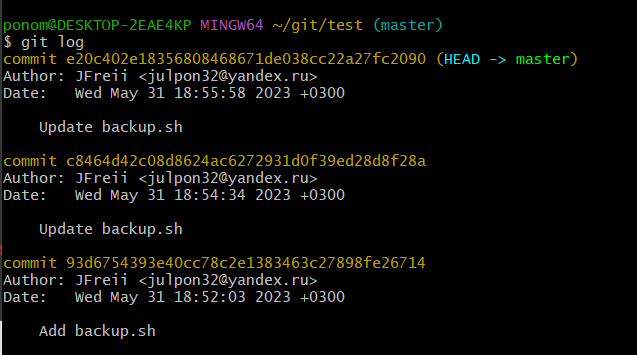 ponom@DESKTOP-2EAE4KP MINGW64 ~/git/test (master)
$ git log
commit e20c402e18356808468671de038cc22a27fc2090 (HEAD -> master)
Author: JFreii <julpon32@yandex.ru>
Date:   Wed May 31 18:55:58 2023 +0300
    Update backup.sh
commit c8464d42c08d8624ac6272931d0f39ed28d8f28a
Author: JFreii <julpon32@yandex.ru>
Date:   Wed May 31 18:54:34 2023 +0300
    Update backup.sh
commit 93d6754393e40cc78c2e1383463c27898fe26714
Author: JFreii <julpon32@yandex.ru>
Date:   Wed May 31 18:52:03 2023 +0300
    Add backup.sh